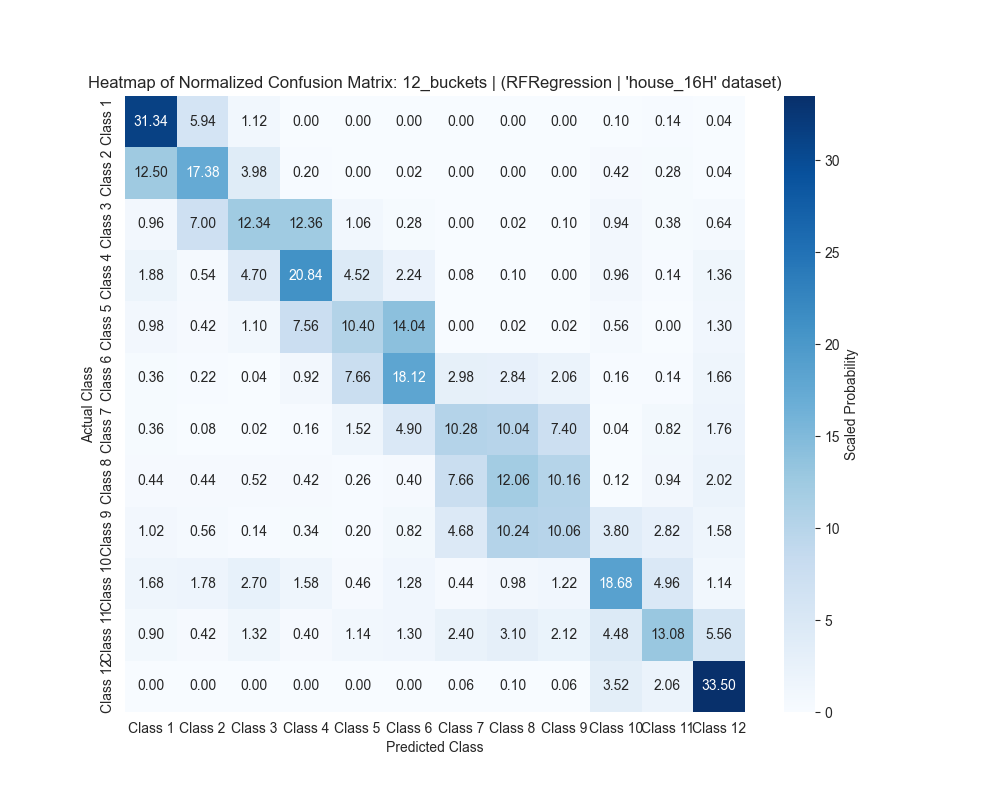 Heatmap of Normalized Confusion Matrix: 12_buckets | (RFRegression | 'house_16H' dataset)
Class 1 31.34 5.94 1.12 0.00 0.00 0.00 0.00 0.00 0.00 0.10 0.14 0.04
Class 2 12.50 17.38 3.98 0.20 0.00 0.02 0.00 0.00 0.00 0.42 0.28 0.04
Class 3 0.96 7.00 12.34 12.36 1.06 0.28 0.00 0.02 0.10 0.94 0.38 0.64
Class 4 1.88 0.54 4.70 20.84 4.52 2.24 0.08 0.10 0.00 0.96 0.14 1.36
Class 5 0.98 0.42 1.10 7.56 10.40 14.04 0.00 0.02 0.02 0.56 0.00 1.30
Class 6 0.36 0.22 0.04 0.92 7.66 18.12 2.98 2.84 2.06 0.16 0.14 1.66
Class 7 0.36 0.08 0.02 0.16 1.52 4.90 10.28 10.04 7.40 0.04 0.82 1.76
Class 8 0.44 0.44 0.52 0.42 0.26 0.40 7.66 12.06 10.16 0.12 0.94 2.02
Class 9 1.02 0.56 0.14 0.34 0.20 0.82 4.68 10.24 10.06 3.80 2.82 1.58
Class 10 1.68 1.78 2.70 1.58 0.46 1.28 0.44 0.98 1.22 18.68 4.96 1.14
Class 11 0.90 0.42 1.32 0.40 1.14 1.30 2.40 3.10 2.12 4.48 13.08 5.56
Class 12 0.00 0.00 0.00 0.00 0.00 0.00 0.06 0.10 0.06 3.52 2.06 33.50
Class 1 Class 2 Class 3 Class 4 Class 5 Class 6 Class 7 Class 8 Class 9 Class 10 Class 11 Class 12
Predicted Class
Actual Class
30
25
20
15
10
5
0
Scaled Probability